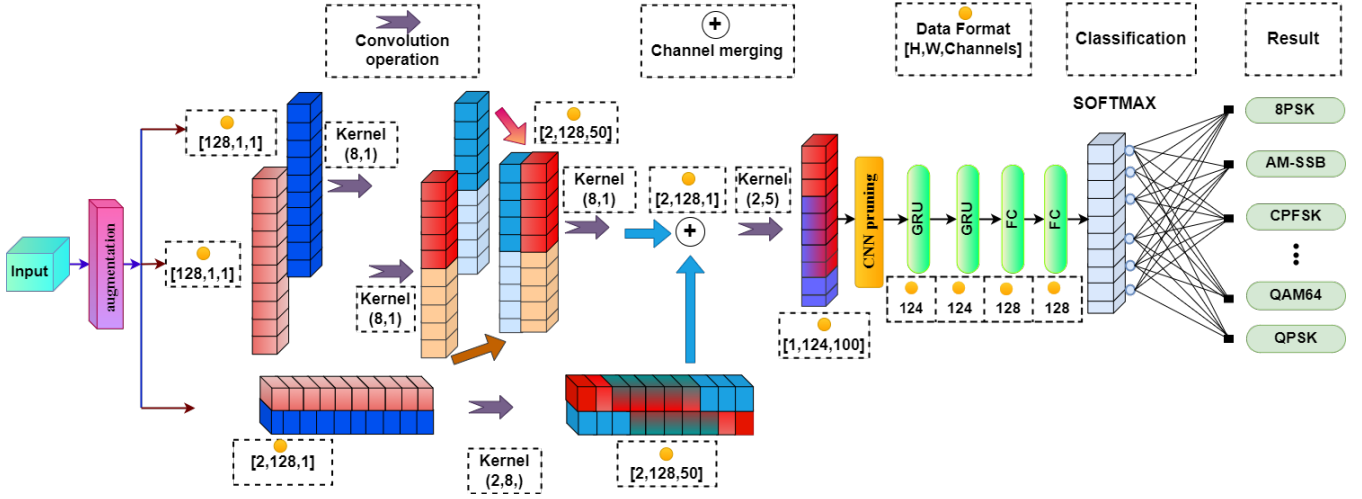 Convolution
operation
Channel merging
Data Format
[H,W,Channels]
Classification
Result
[128,1,1]
Kernel
(8,1)
[2,128,50]
SOFTMAX
8PSK
AM-SSB
CPFSK
QAM64
QPSK
Input
augmentation
[128,1,1]
Kernel
(8,1)
Kernel
(8,1)
[2,128,1]
Kernel
(2,5)
CNN pruning
GRU
GRU
FC
FC
124
124
128
128
[1,124,100]
[2,128,1]
Kernel
(2,8,)
[2,128,50]